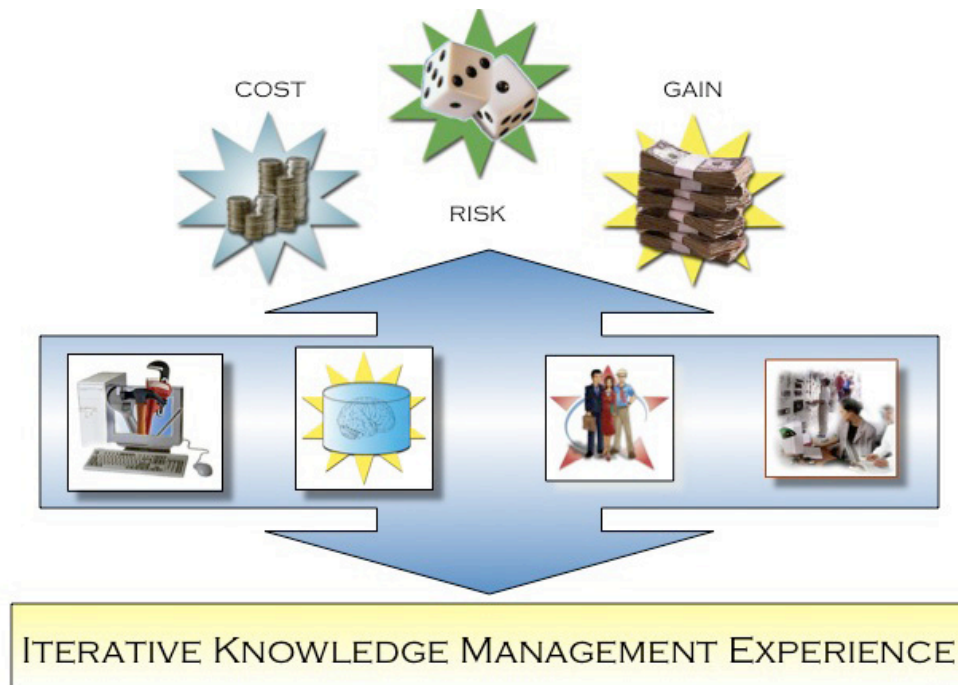 COST
GAIN
RISK
ITERATIVE KNOWLEDGE MANAGEMENT EXPERIENCE